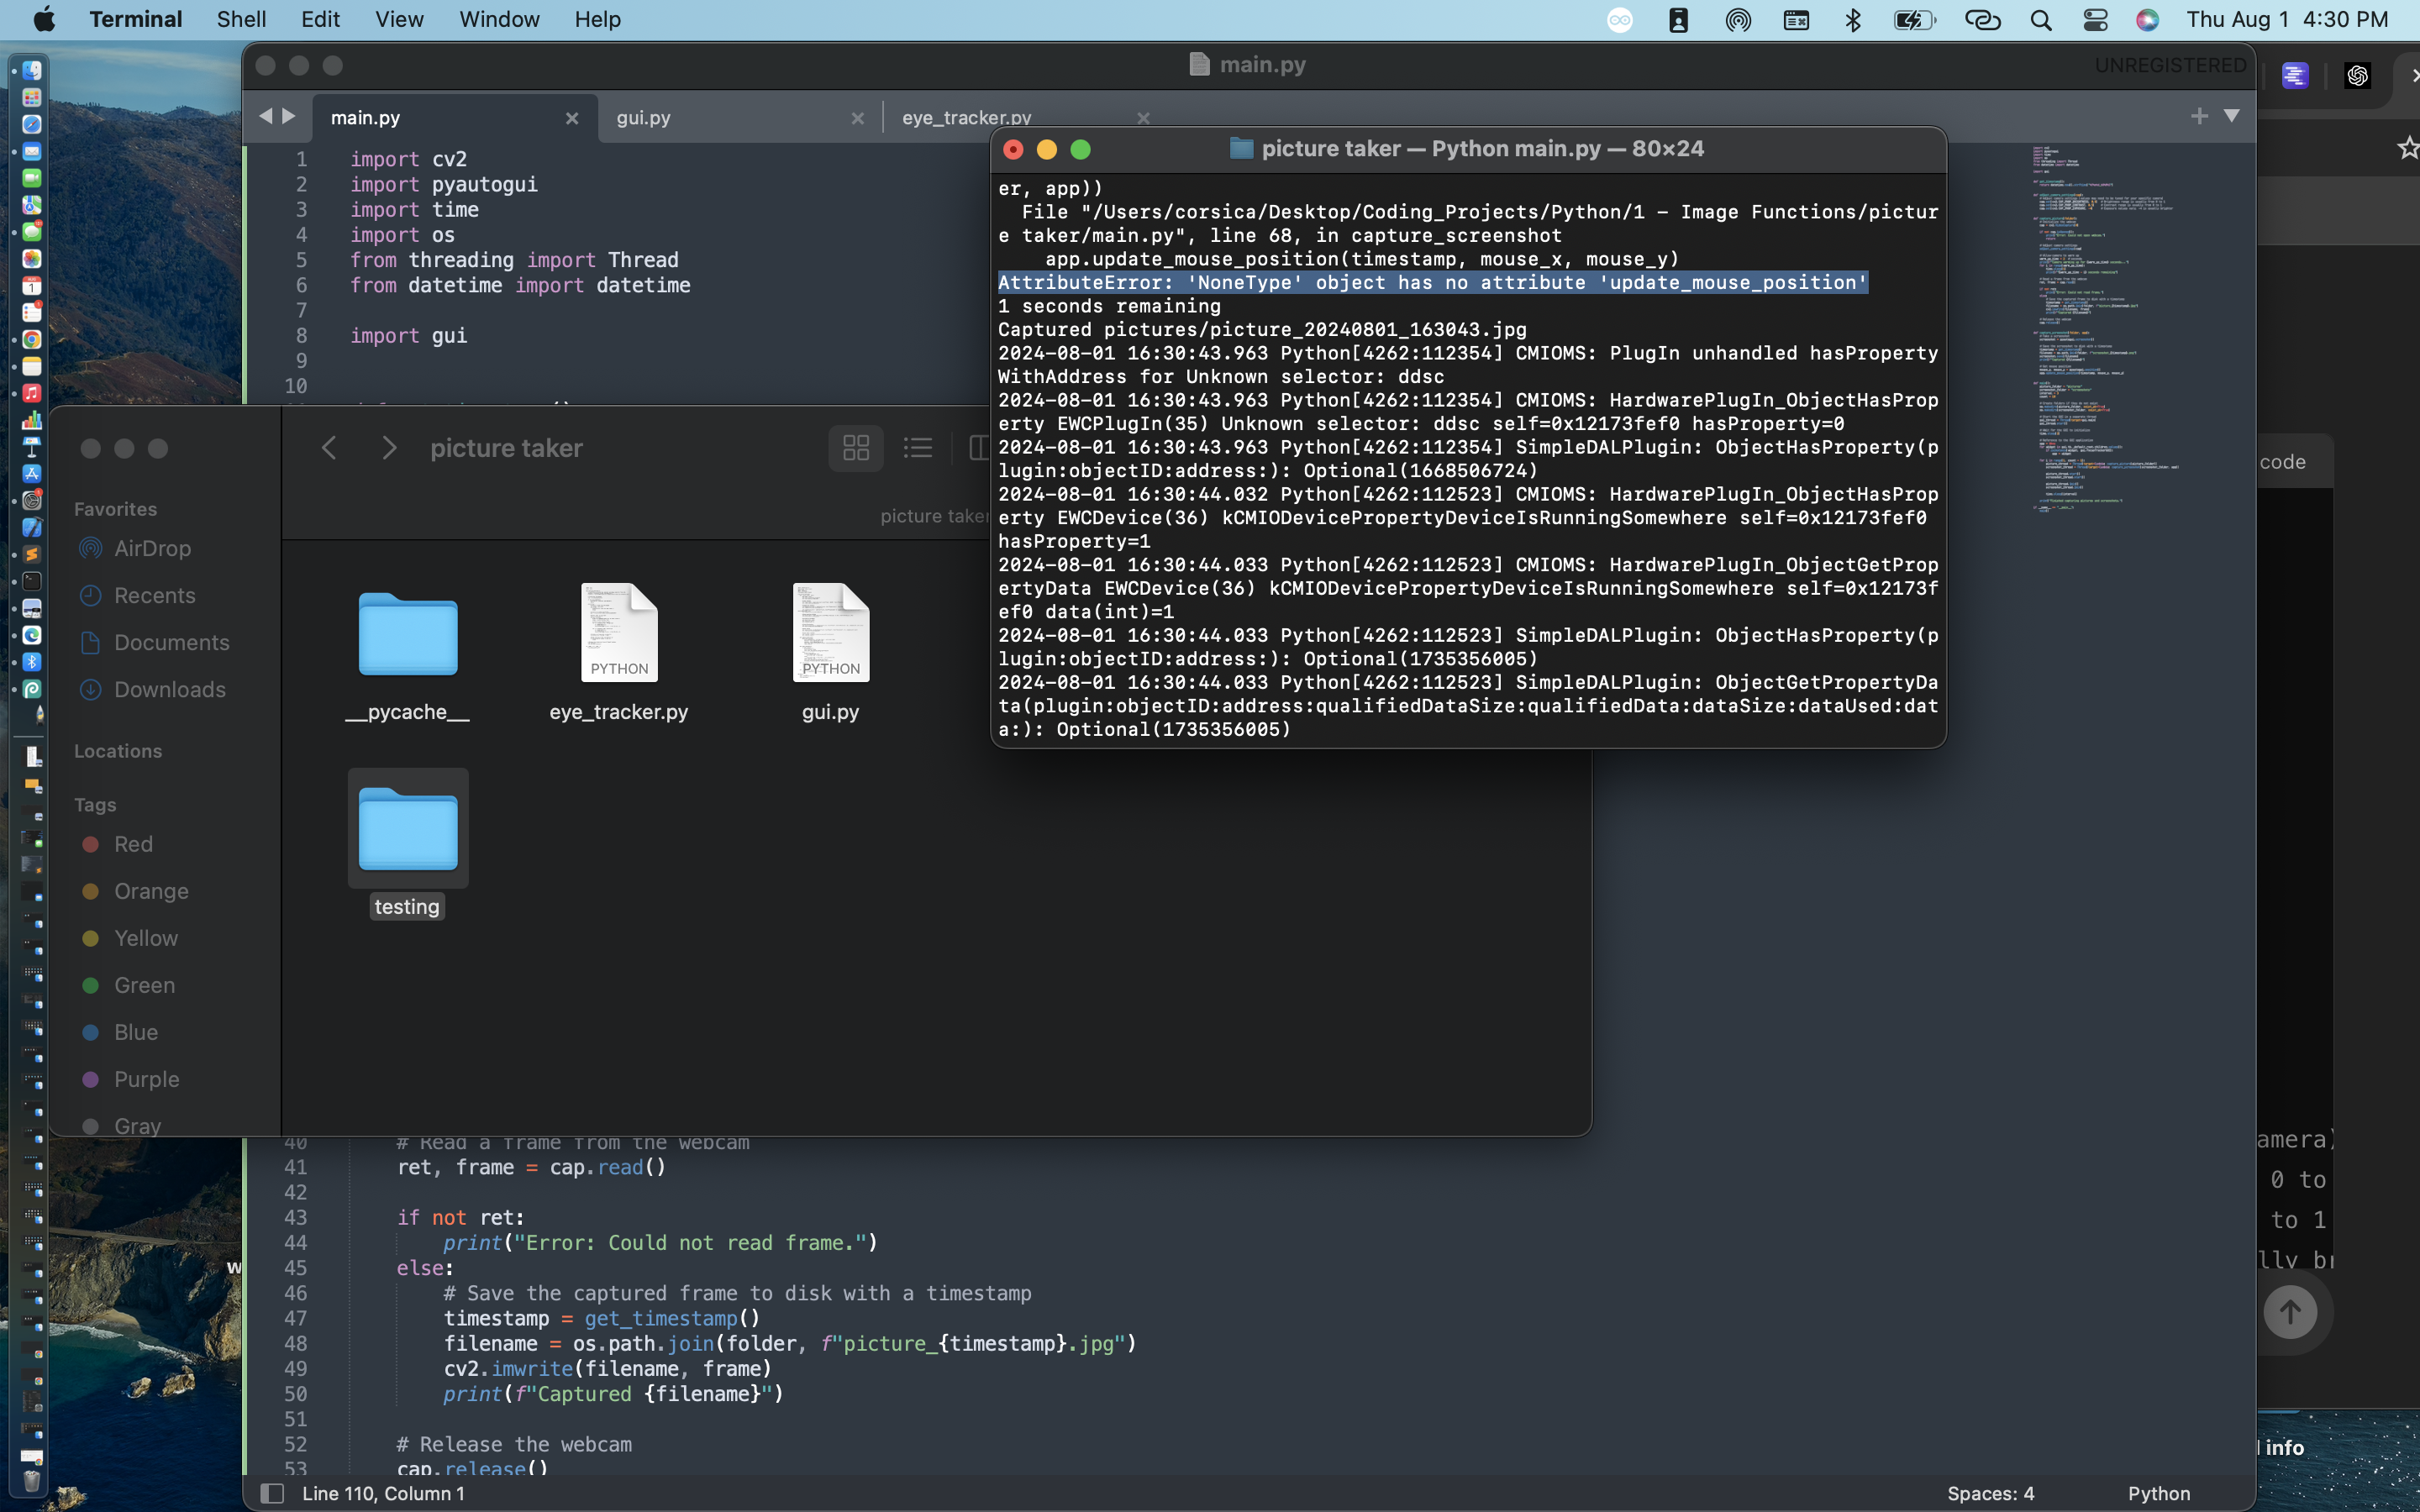 Terminal Shell Edit View Window Help Thu Aug 1 4:30 PM
main.py
UNREGISTERED
main.py gui.py eye_tracker.py
1 import cv2
2 import pyautogui
3 import time
4 import os
5 from threading import Thread
6 from datetime import datetime
7
8 import gui
9
10
picture taker — Python main.py — 80×24
er, app))
File "/Users/corsica/Desktop/Coding_Projects/Python/1 - Image Functions/pictur
e taker/main.py", line 68, in capture_screenshot
app.update_mouse_position(timestamp, mouse_x, mouse_y)
AttributeError: 'NoneType' object has no attribute 'update_mouse_position'
1 seconds remaining
Captured pictures/picture_20240801_163043.jpg
2024-08-01 16:30:43.963 Python[4262:112354] CMIOMS: PlugIn unhandled hasProperty
WithAddress for Unknown selector: ddsc
2024-08-01 16:30:43.963 Python[4262:112354] CMIOMS: HardwarePlugIn_ObjectHasProp
erty EWCPlugIn(35) Unknown selector: ddsc self=0x12173fef0 hasProperty=0
2024-08-01 16:30:43.963 Python[4262:112354] SimpleDALPlugin: ObjectHasProperty(p
lugin:objectID:address:): Optional(1668506724)
2024-08-01 16:30:44.032 Python[4262:112523] CMIOMS: HardwarePlugIn_ObjectHasProp
erty EWCDevice(36) kCMIODevicePropertyDeviceIsRunningSomewhere self=0x12173fef0
hasProperty=1
2024-08-01 16:30:44.033 Python[4262:112523] CMIOMS: HardwarePlugIn_ObjectGetProp
ertyData EWCDevice(36) kCMIODevicePropertyDeviceIsRunningSomewhere self=0x12173f
ef0 data(int)=1
2024-08-01 16:30:44.033 Python[4262:112523] SimpleDALPlugin: ObjectHasProperty(p
lugin:objectID:address:): Optional(1735356005)
2024-08-01 16:30:44.033 Python[4262:112523] SimpleDALPlugin: ObjectGetPropertyDa
ta(plugin:objectID:address:qualifiedDataSize:qualifiedData:dataSize:dataUsed:dat
a:): Optional(1735356005)
picture taker
picture taker
Favorites
AirDrop
Recents
Documents
Downloads
Locations
Tags
Red
Orange
Yellow
Green
Blue
Purple
Gray
PYTHON
PYTHON
__pycache__
eye_tracker.py
gui.py
testing
40 # Read a frame from the webcam
41 ret, frame = cap.read()
42
43 if not ret:
44 print("Error: Could not read frame.")
45 else:
46 # Save the captured frame to disk with a timestamp
47 timestamp = get_timestamp()
48 filename = os.path.join(folder, f"picture_{timestamp}.jpg")
49 cv2.imwrite(filename, frame)
50 print(f"Captured {filename}")
51
52 # Release the webcam
53 cap.release()
Line 110, Column 1 Spaces: 4 Python
code
amera)
0 to
to 1
lly br
info